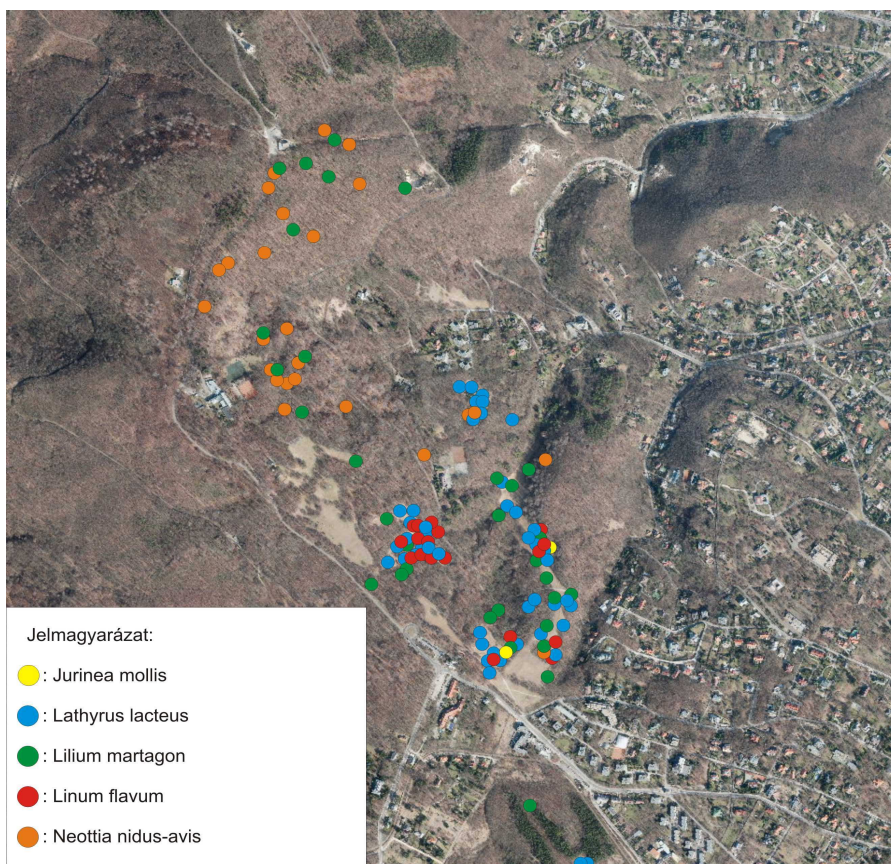 Jelmagyarázat:
: Jurinea mollis
: Lathyrus lacteus
: Lilium martagon
: Linum flavum
: Neottia nidus-avis